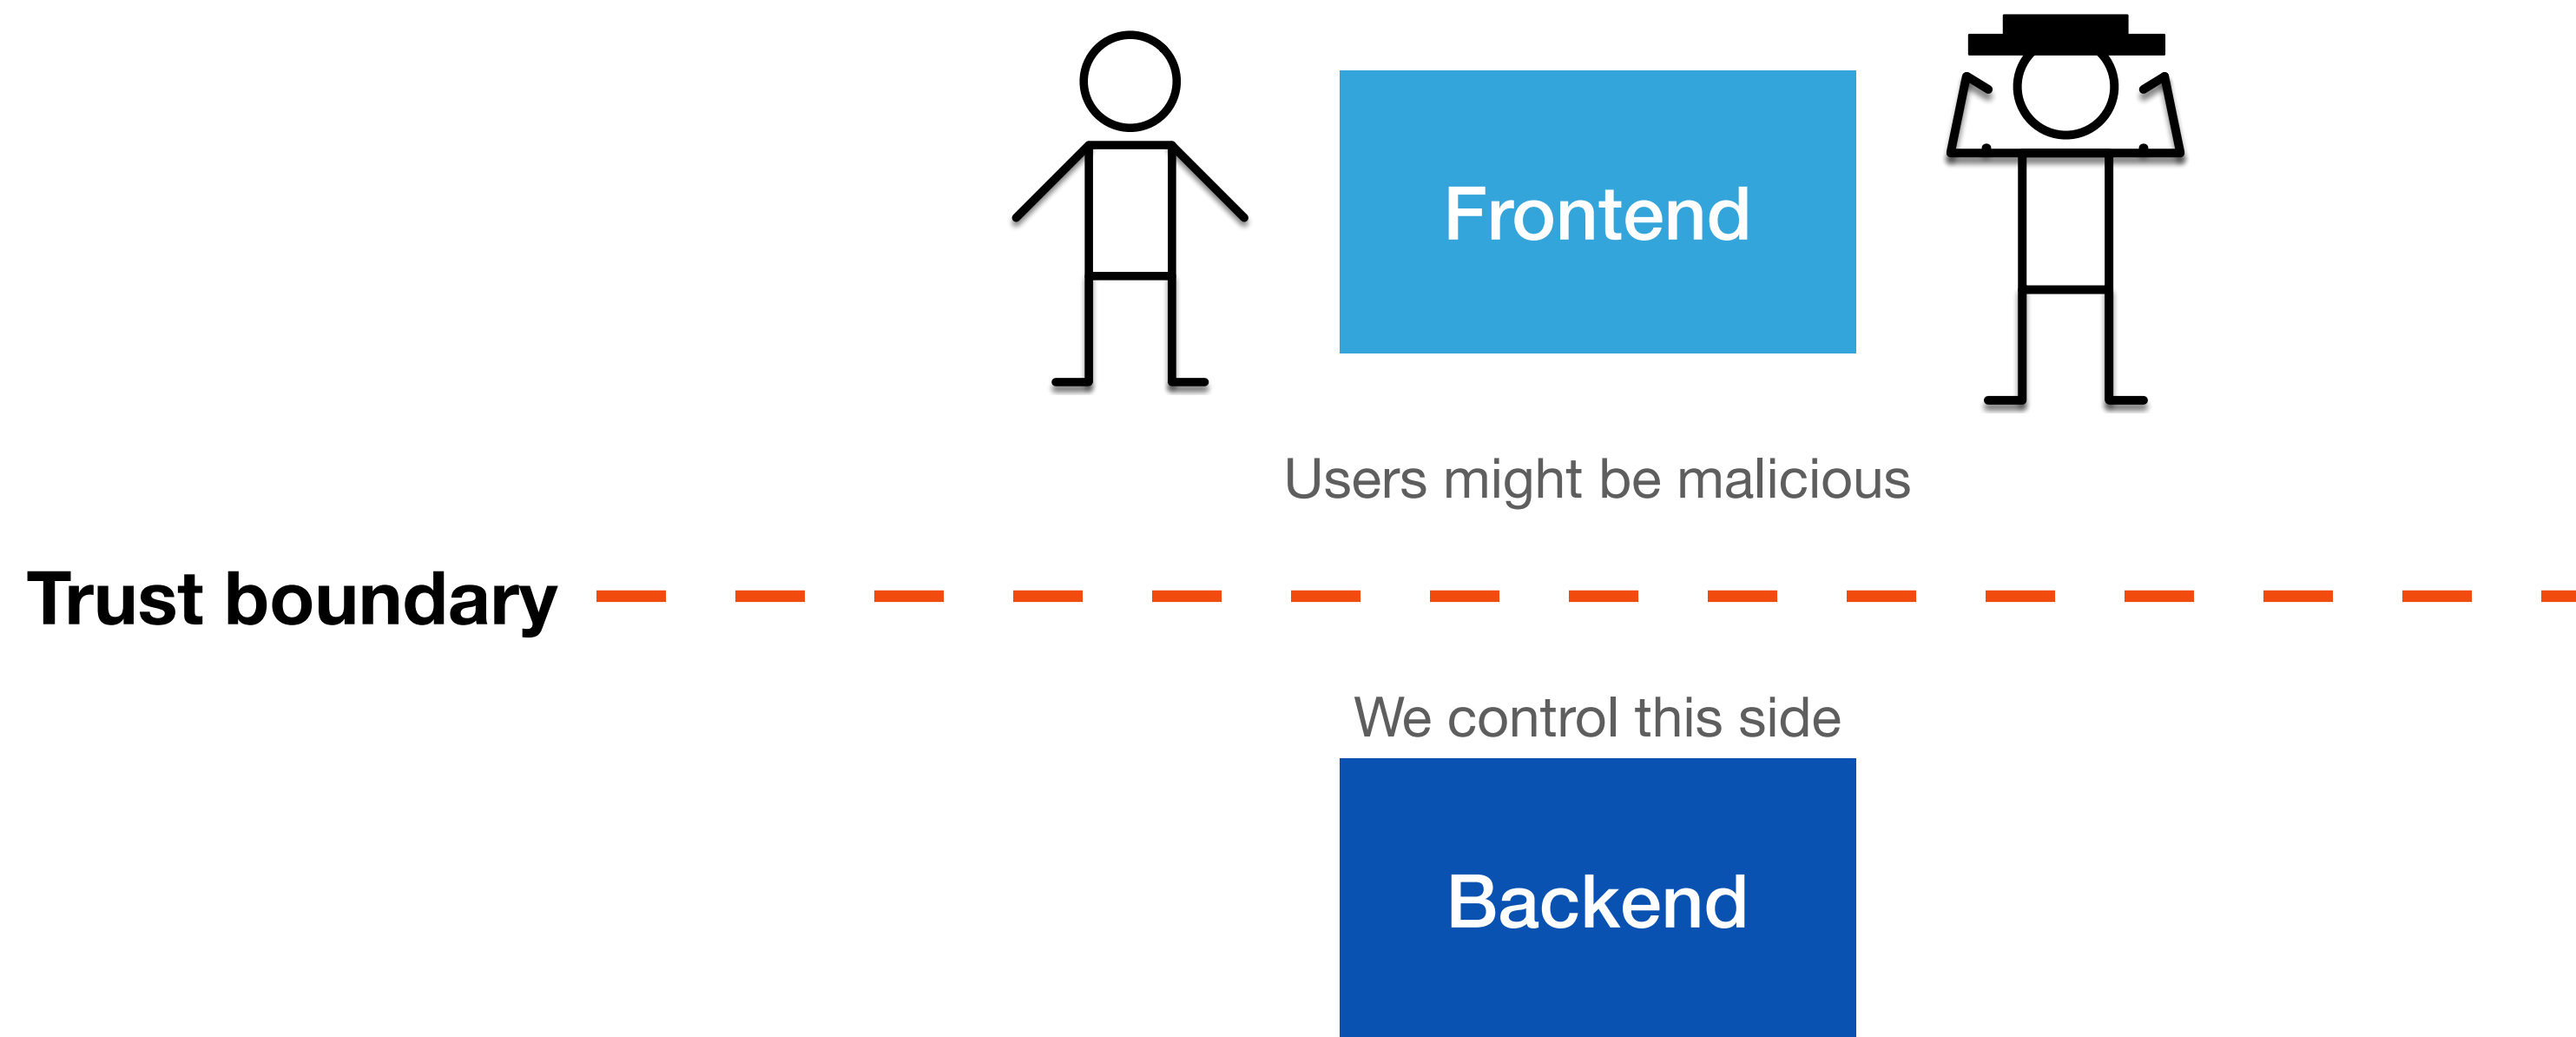 Frontend
Users might be malicious
Trust boundary
We control this side
Backend